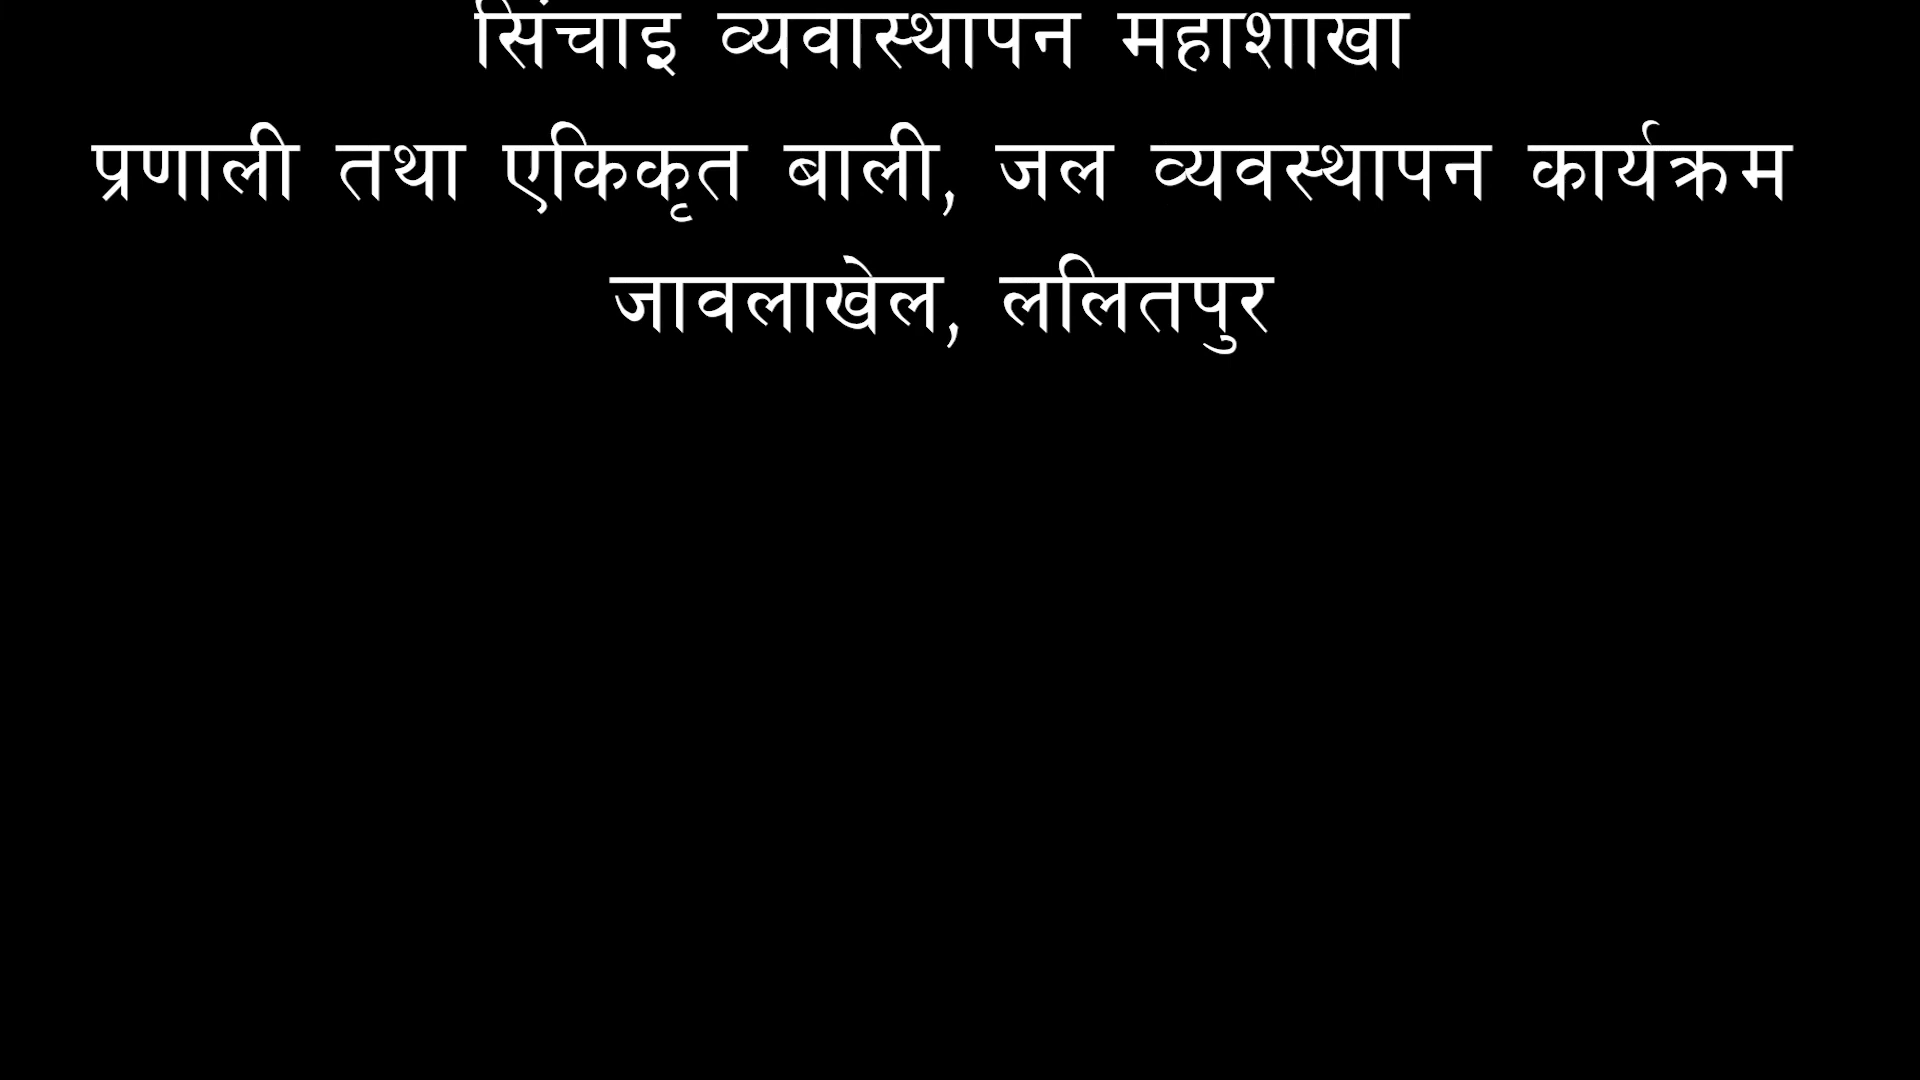 सिंचाइ व्यवास्थापन महाशाखा
प्रणाली तथा एकिकृत बाली, जल व्यवस्थापन कार्यक्रम
जावलाखेल, ललितपुर